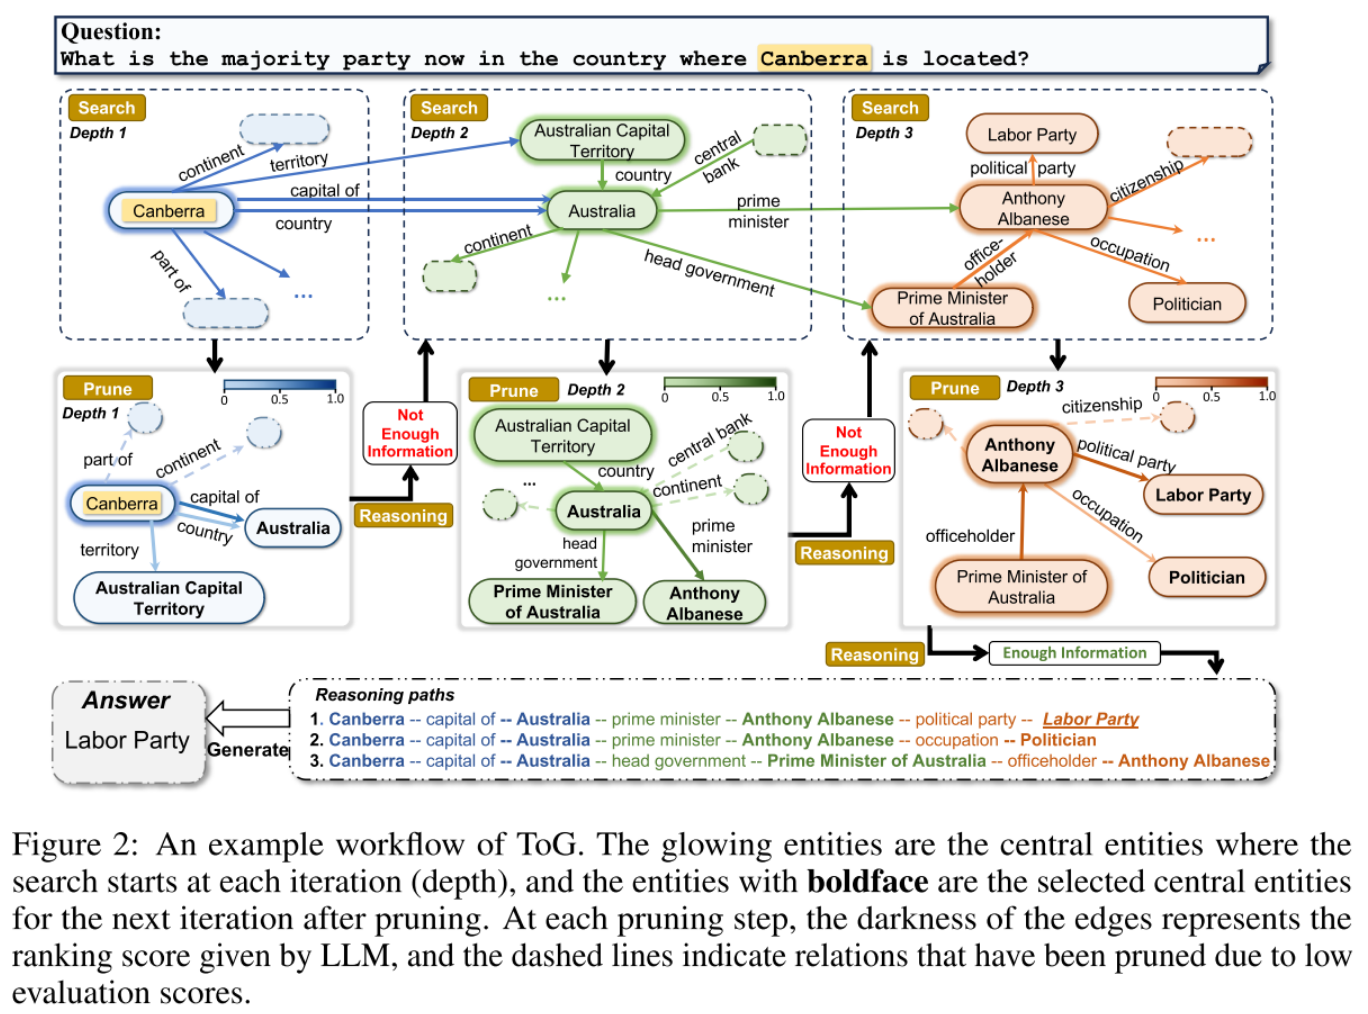 Question:
What is the majority party now in the country where Canberra is located?
Search
Depth 1
continent
territory
capital of
country
Canberra
part of
...
Search
Depth 2
Australian Capital
Territory
central
bank
country
Australia
prime
minister
continent
head government
...
Search
Depth 3
Labor Party
political party
citizenship
Anthony
Albanese
...
office-
holder
occupation
Prime Minister
of Australia
Politician
Prune
Depth 1
0 0.5 1.0
part of
continent
Canberra
capital of
country
Australia
territory
Australian Capital
Territory
Not
Enough
Information
Reasoning
Prune
Depth 2
0 0.5 1.0
Australian Capital
Territory
central bank
country
continent
...
Australia
prime
minister
head
government
Prime Minister
of Australia
Anthony
Albanese
Not
Enough
Information
Reasoning
Prune
Depth 3
0 0.5 1.0
citizenship
Anthony
Albanese
political party
Labor Party
occupation
officeholder
Prime Minister of
Australia
Politician
Reasoning
Enough Information
Answer
Labor Party
Generate
Reasoning paths
1. Canberra -- capital of -- Australia -- prime minister -- Anthony Albanese -- political party -- Labor Party
2. Canberra -- capital of -- Australia -- prime minister -- Anthony Albanese -- occupation -- Politician
3. Canberra -- capital of -- Australia -- head government -- Prime Minister of Australia -- officeholder -- Anthony Albanese
Figure 2: An example workflow of ToG. The glowing entities are the central entities where the
search starts at each iteration (depth), and the entities with boldface are the selected central entities
for the next iteration after pruning. At each pruning step, the darkness of the edges represents the
ranking score given by LLM, and the dashed lines indicate relations that have been pruned due to low
evaluation scores.